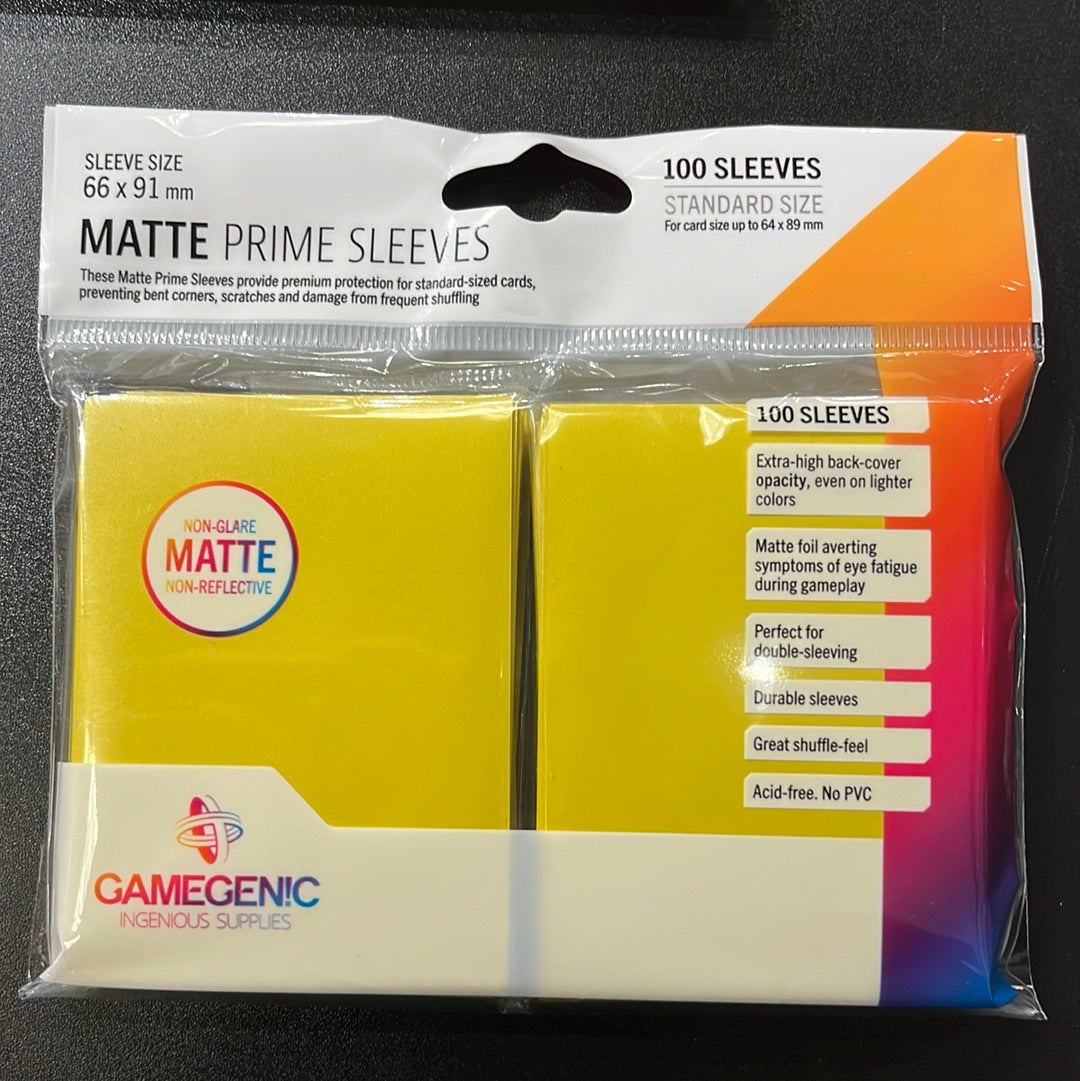 SLEEVE SIZE
66 x 91 mm
MATTE PRIME SLEEVES
These Matte Prime Sleeves provide premium protection for standard-sized cards,
preventing bent corners, scratches and damage from frequent shuffling
100 SLEEVES
STANDARD SIZE
For card size up to 64 x 89 mm
NON-GLARE
MATTE
NON-REFLECTIVE
100 SLEEVES
Extra-high back-cover
opacity, even on lighter
colors
Matte foil averting
symptoms of eye fatigue
during gameplay
Perfect for
double-sleeving
Durable sleeves
Great shuffle-feel
Acid-free. No PVC
GAMEGEN!C
INGENIOUS SUPPLIES